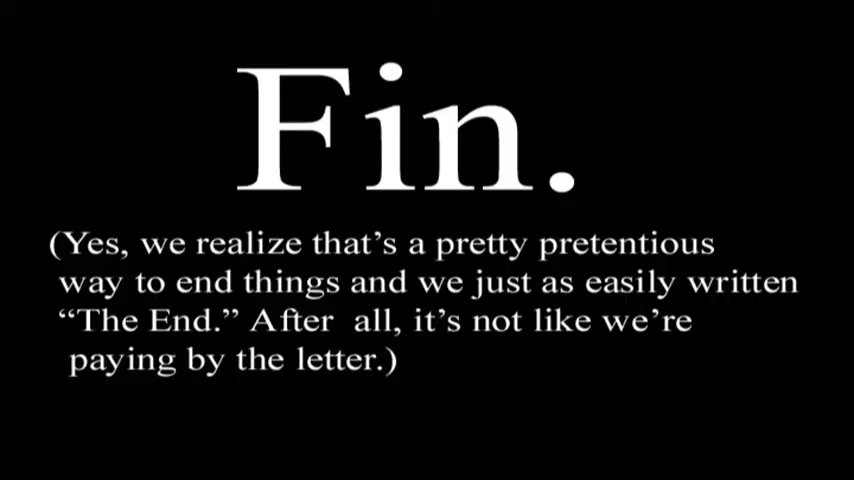 Fin.
(Yes, we realize that’s a pretty pretentious
way to end things and we just as easily written
“The End.” After all, it’s not like we’re
paying by the letter.)